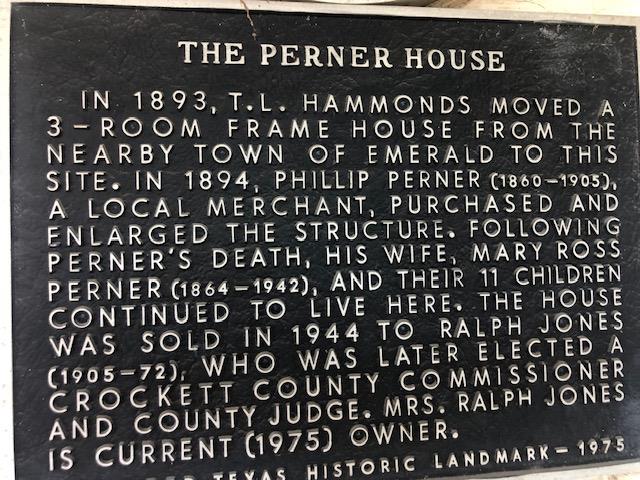 THE PERNER HOUSE
IN 1893, T.L. HAMMONDS MOVED A
3-ROOM FRAME HOUSE FROM THE
NEARBY TOWN OF EMERALD TO THIS
SITE. IN 1894, PHILLIP PERNER (1860-1905),
A LOCAL MERCHANT, PURCHASED AND
ENLARGED THE STRUCTURE. FOLLOWING
PERNER'S DEATH, HIS WIFE, MARY ROSS
PERNER (1864-1942), AND THEIR 11 CHILDREN
CONTINUED TO LIVE HERE. THE HOUSE
WAS SOLD IN 1944 TO RALPH JONES
(1905-72), WHO WAS LATER ELECTED A
CROCKETT COUNTY COMMISSIONER
AND COUNTY JUDGE. MRS. RALPH JONES
IS CURRENT (1975) OWNER.
TEXAS HISTORIC LANDMARK-1975